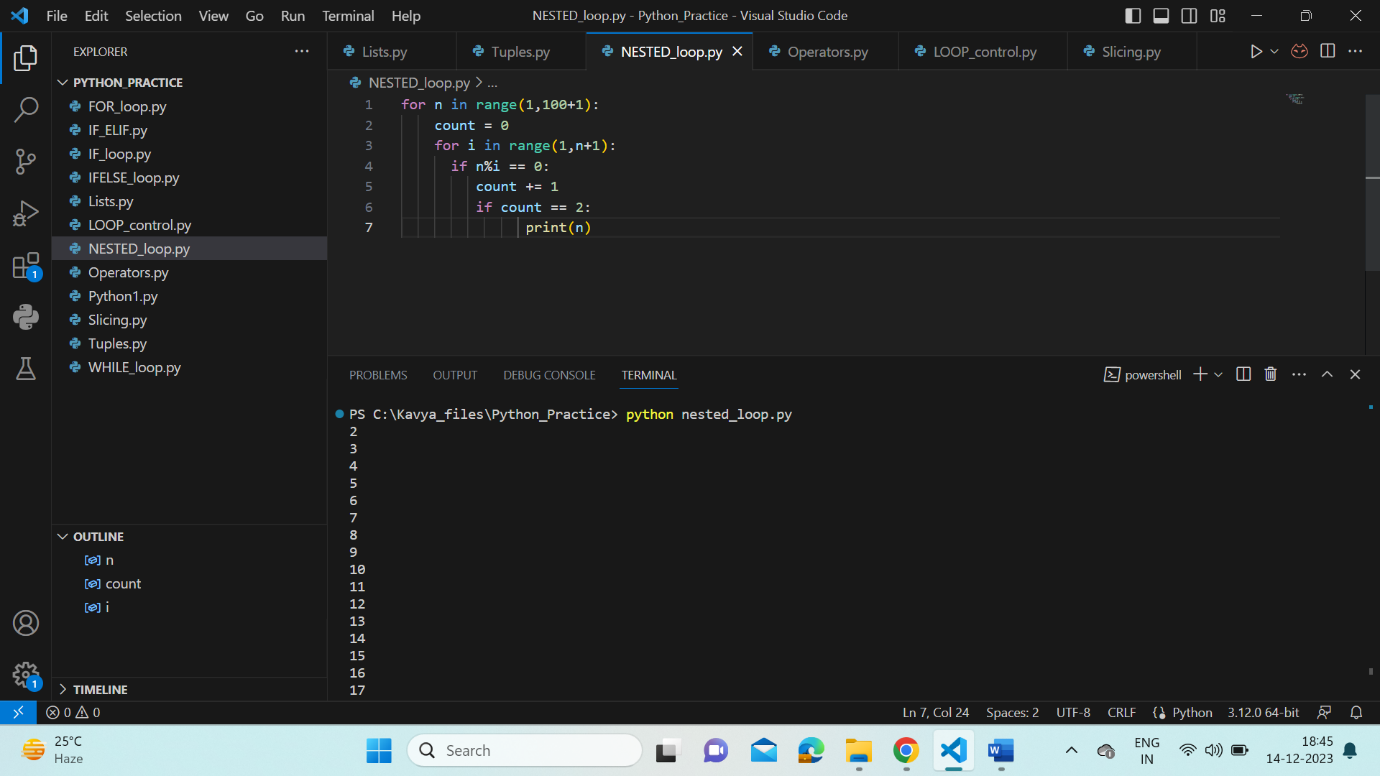 File Edit Selection View Go Run Terminal Help
NESTED_loop.py - Python_Practice - Visual Studio Code
EXPLORER
PYTHON_PRACTICE
FOR_loop.py
IF_ELIF.py
IF_loop.py
IFELSE_loop.py
Lists.py
LOOP_control.py
NESTED_loop.py
Operators.py
Python1.py
Slicing.py
Tuples.py
WHILE_loop.py
OUTLINE
n
count
i
TIMELINE
1
1
Lists.py Tuples.py NESTED_loop.py Operators.py LOOP_control.py Slicing.py
NESTED_loop.py > ...
1 for n in range(1,100+1):
2 count = 0
3 for i in range(1,n+1):
4 if n%i == 0:
5 count += 1
6 if count == 2:
7 print(n)
PROBLEMS OUTPUT DEBUG CONSOLE TERMINAL
powershell
PS C:\Kavya_files\Python_Practice> python nested_loop.py
2
3
4
5
6
7
8
9
10
11
12
13
14
15
16
17
0 0
Ln 7, Col 24 Spaces: 2 UTF-8 CRLF Python 3.12.0 64-bit
25°C
Haze
Search
ENG
IN
18:45
14-12-2023